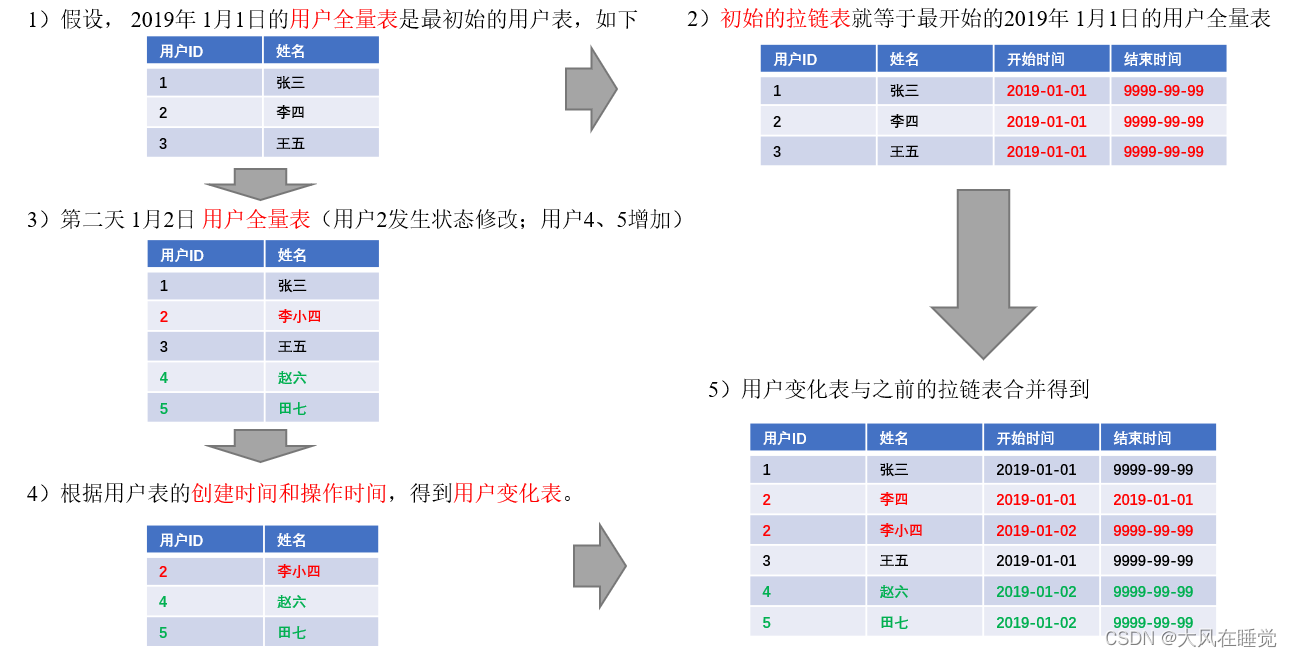 1）假设， 2019年 1月1日的用户全量表是最初始的用户表，如下
用户ID 姓名
1 张三
2 李四
3 王五
2）初始的拉链表就等于最开始的2019年 1月1日的用户全量表
用户ID 姓名 开始时间 结束时间
1 张三 2019-01-01 9999-99-99
2 李四 2019-01-01 9999-99-99
3 王五 2019-01-01 9999-99-99
3）第二天 1月2日 用户全量表（用户2发生状态修改；用户4、5增加）
用户ID 姓名
1 张三
2 李小四
3 王五
4 赵六
5 田七
4）根据用户表的创建时间和操作时间，得到用户变化表。
用户ID 姓名
2 李小四
4 赵六
5 田七
5）用户变化表与之前的拉链表合并得到
用户ID 姓名 开始时间 结束时间
1 张三 2019-01-01 9999-99-99
2 李四 2019-01-01 2019-01-01
2 李小四 2019-01-02 9999-99-99
3 王五 2019-01-01 9999-99-99
4 赵六 2019-01-02 9999-99-99
5 田七 2019-01-02 9999-99-99
CSDN @大风在睡觉